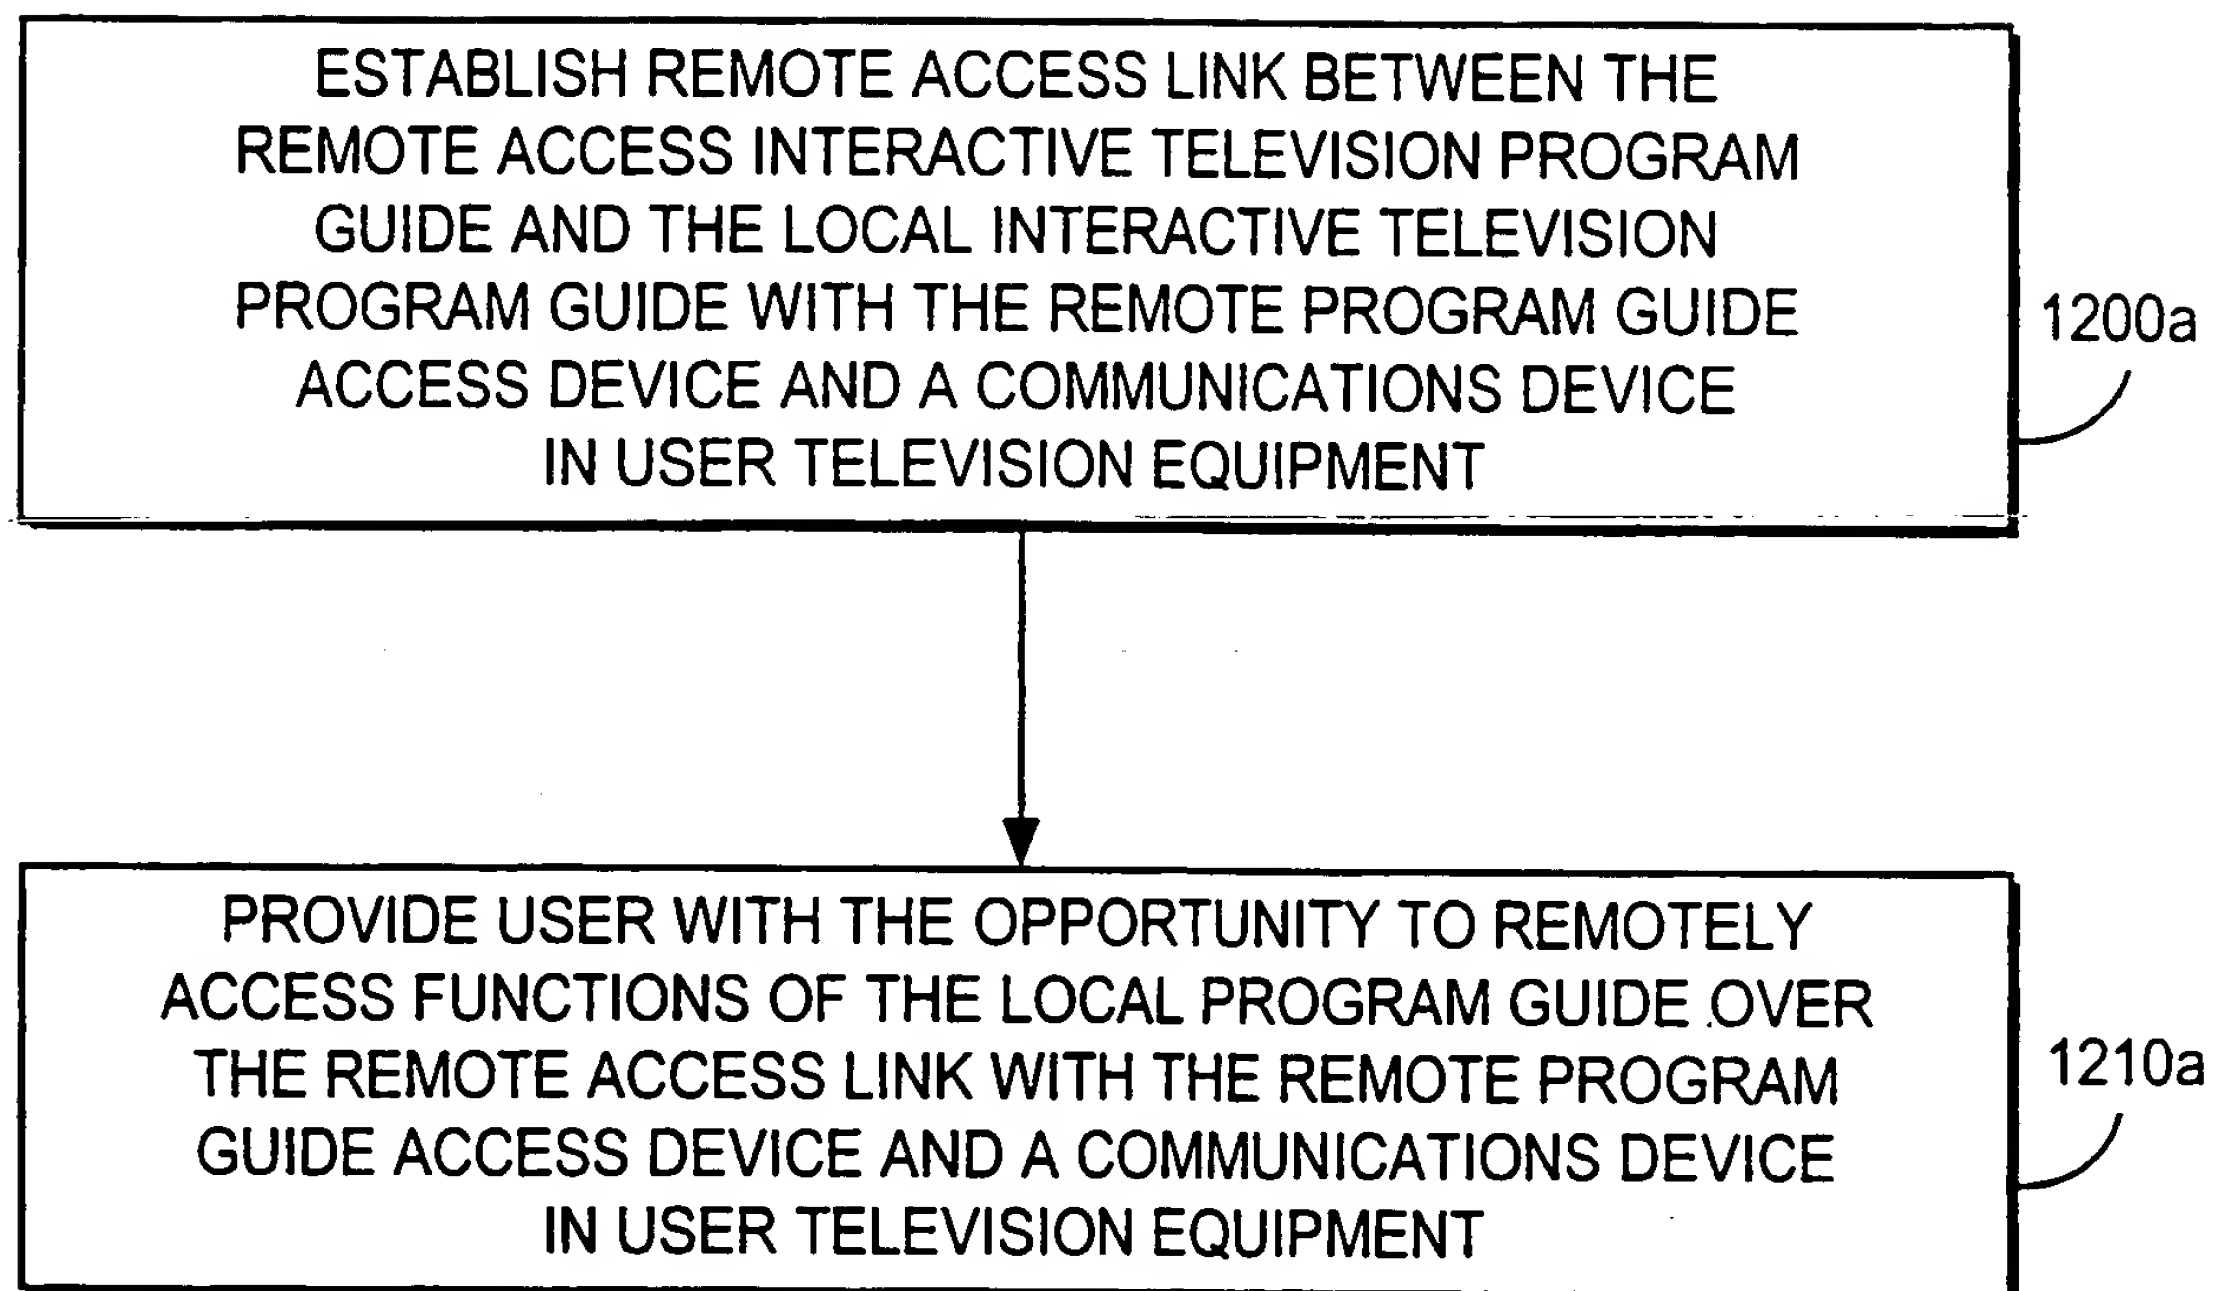 ESTABLISH REMOTE ACCESS LINK BETWEEN THE
REMOTE ACCESS INTERACTIVE TELEVISION PROGRAM
GUIDE AND THE LOCAL INTERACTIVE TELEVISION
PROGRAM GUIDE WITH THE REMOTE PROGRAM GUIDE
ACCESS DEVICE AND A COMMUNICATIONS DEVICE
IN USER TELEVISION EQUIPMENT
1200a
PROVIDE USER WITH THE OPPORTUNITY TO REMOTELY
ACCESS FUNCTIONS OF THE LOCAL PROGRAM GUIDE OVER
THE REMOTE ACCESS LINK WITH THE REMOTE PROGRAM
GUIDE ACCESS DEVICE AND A COMMUNICATIONS DEVICE
IN USER TELEVISION EQUIPMENT
1210a